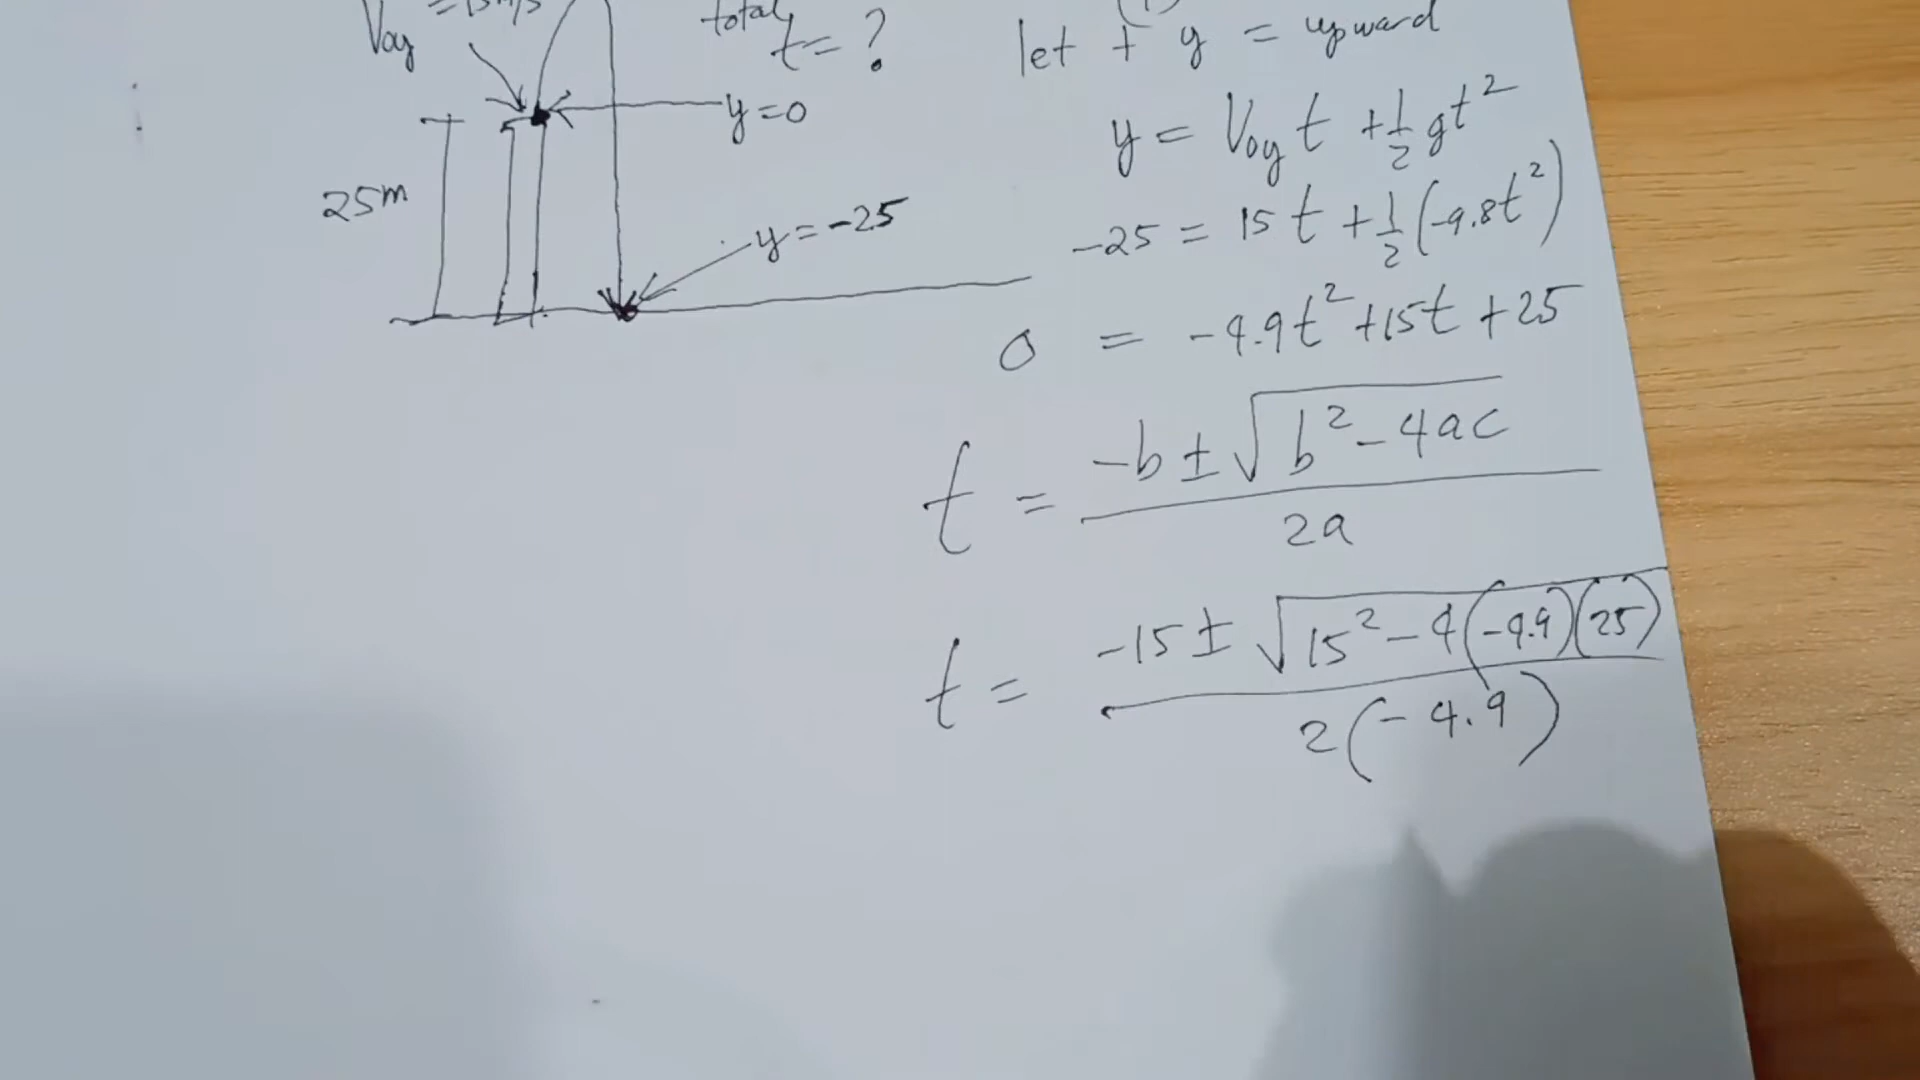 Voy = 15 m/s
total t = ?
y = 0
25m
y = -25
let + y = upward
y = Voy t + 1/2 gt²
-25 = 15 t + 1/2 (-9.8t²)
0 = -4.9t² + 15t + 25
t = (-b ± √(b² - 4ac)) / 2a
t = (-15 ± √(15² - 4(-4.9)(25))) / 2(-4.9)